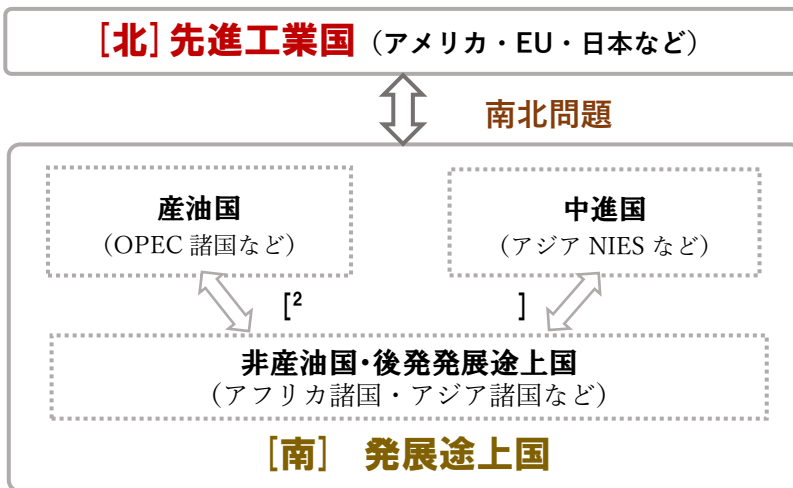 [北] 先進工業国（アメリカ・EU・日本など）
南北問題
産油国
（OPEC 諸国など）
中進国
（アジア NIES など）
[² ]
非産油国・後発発展途上国
（アフリカ諸国・アジア諸国など）
[南] 発展途上国